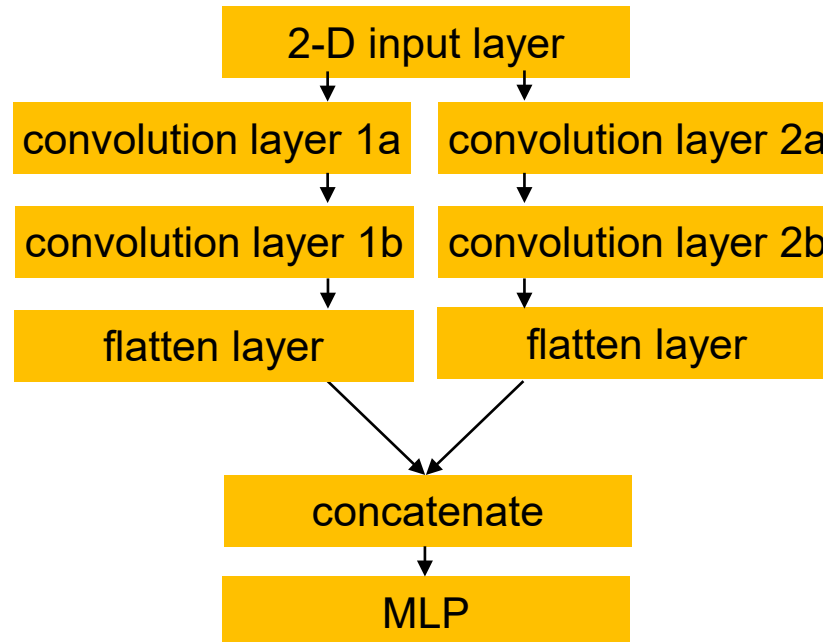 2-D input layer
convolution layer 1a
convolution layer 2a
convolution layer 1b
convolution layer 2b
flatten layer
flatten layer
concatenate
MLP